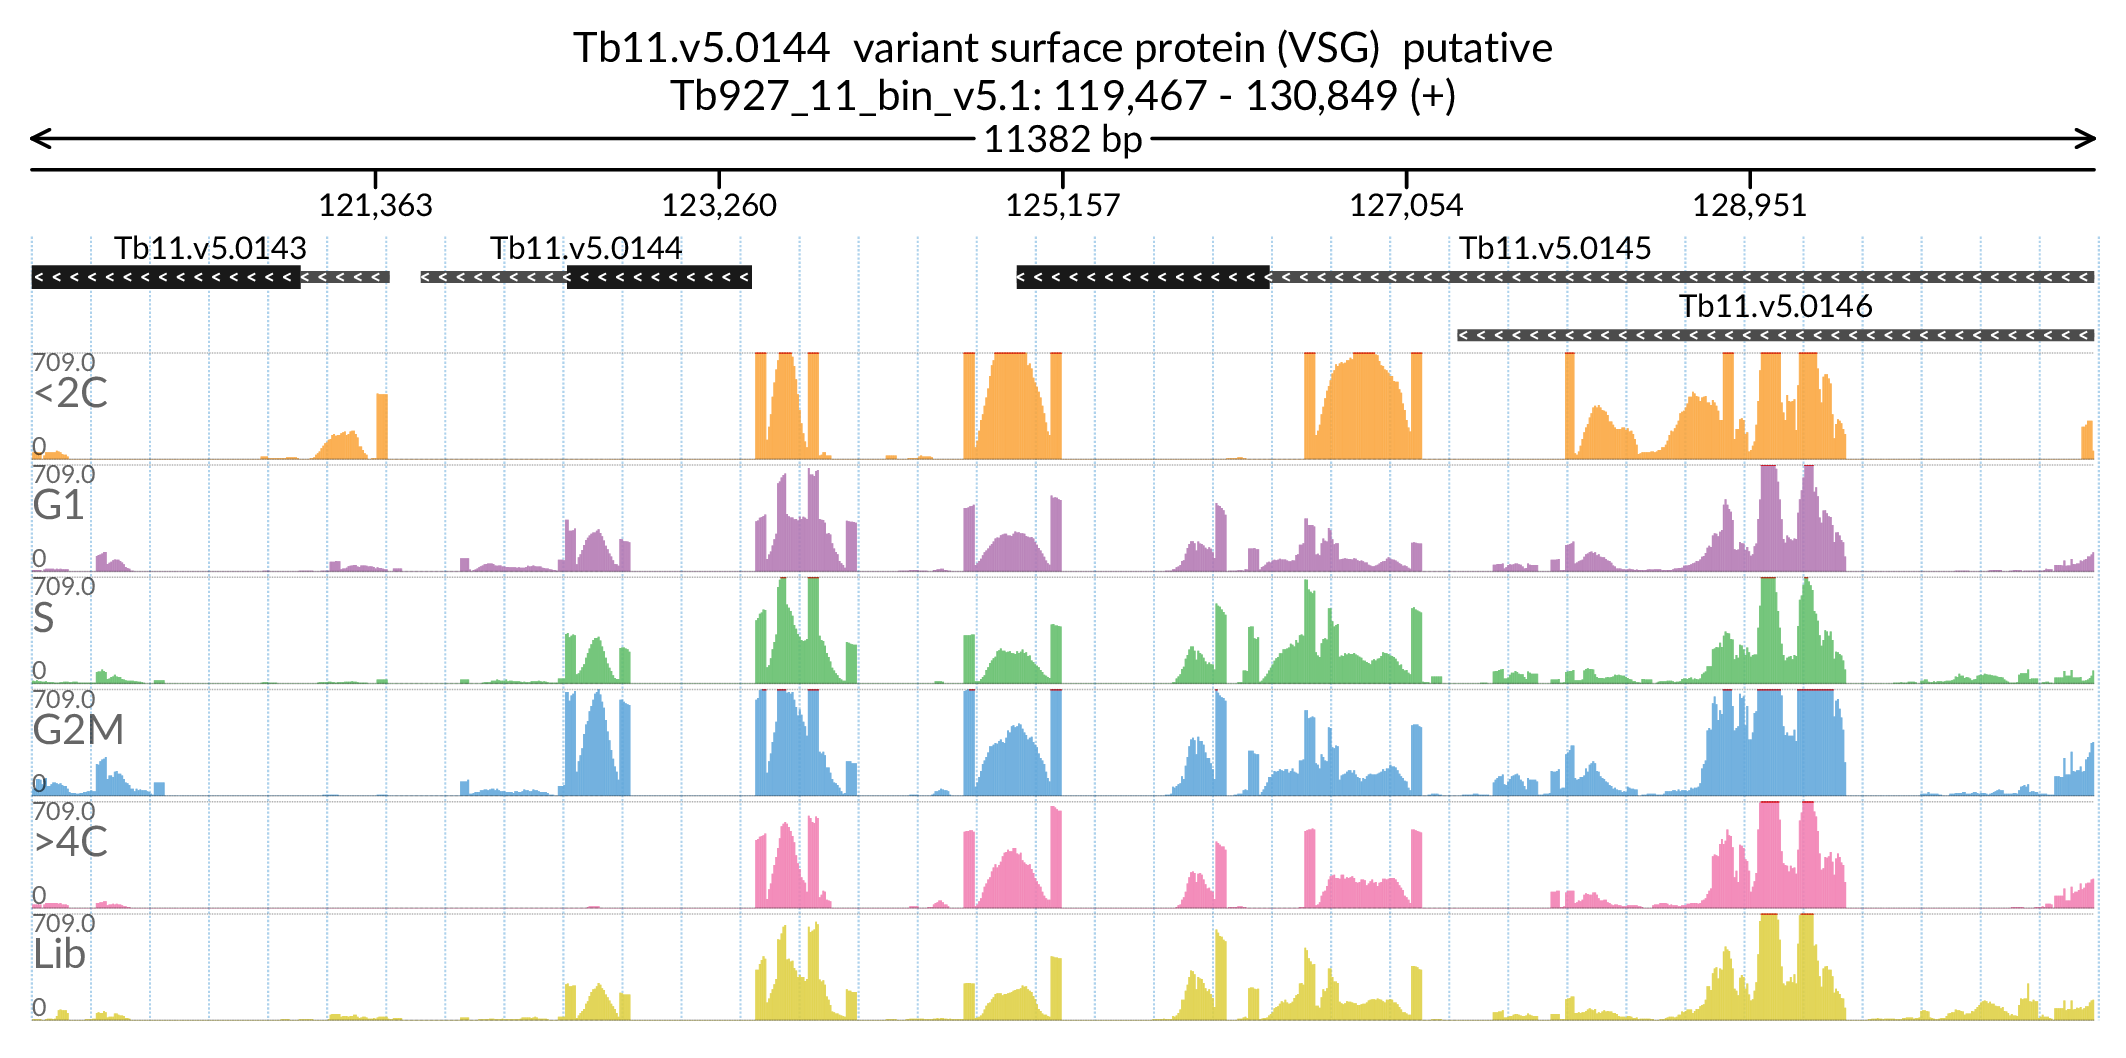 Tb11.v5.0144  variant surface protein (VSG)  putative
Tb927_11_bin_v5.1: 119,467 - 130,849 (+)
11382 bp
121,363 123,260 125,157 127,054 128,951
Tb11.v5.0143 Tb11.v5.0144 Tb11.v5.0145
Tb11.v5.0146
709.0
<2C
0
709.0
G1
0
709.0
S
0
709.0
G2M
0
709.0
>4C
0
709.0
Lib
0